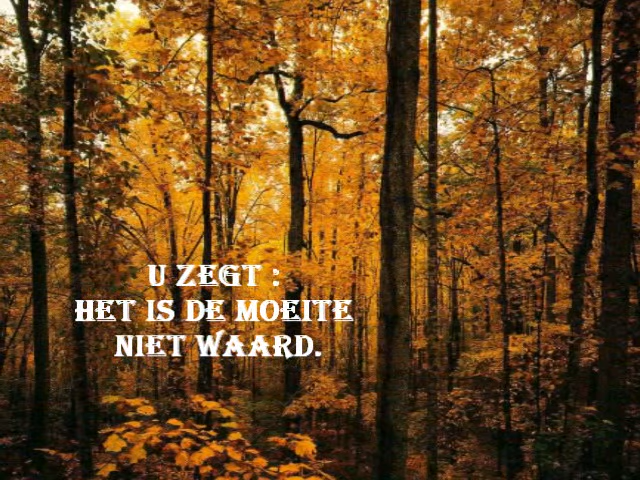 U ZEGT :
HET IS DE MOEITE
NIET WAARD.